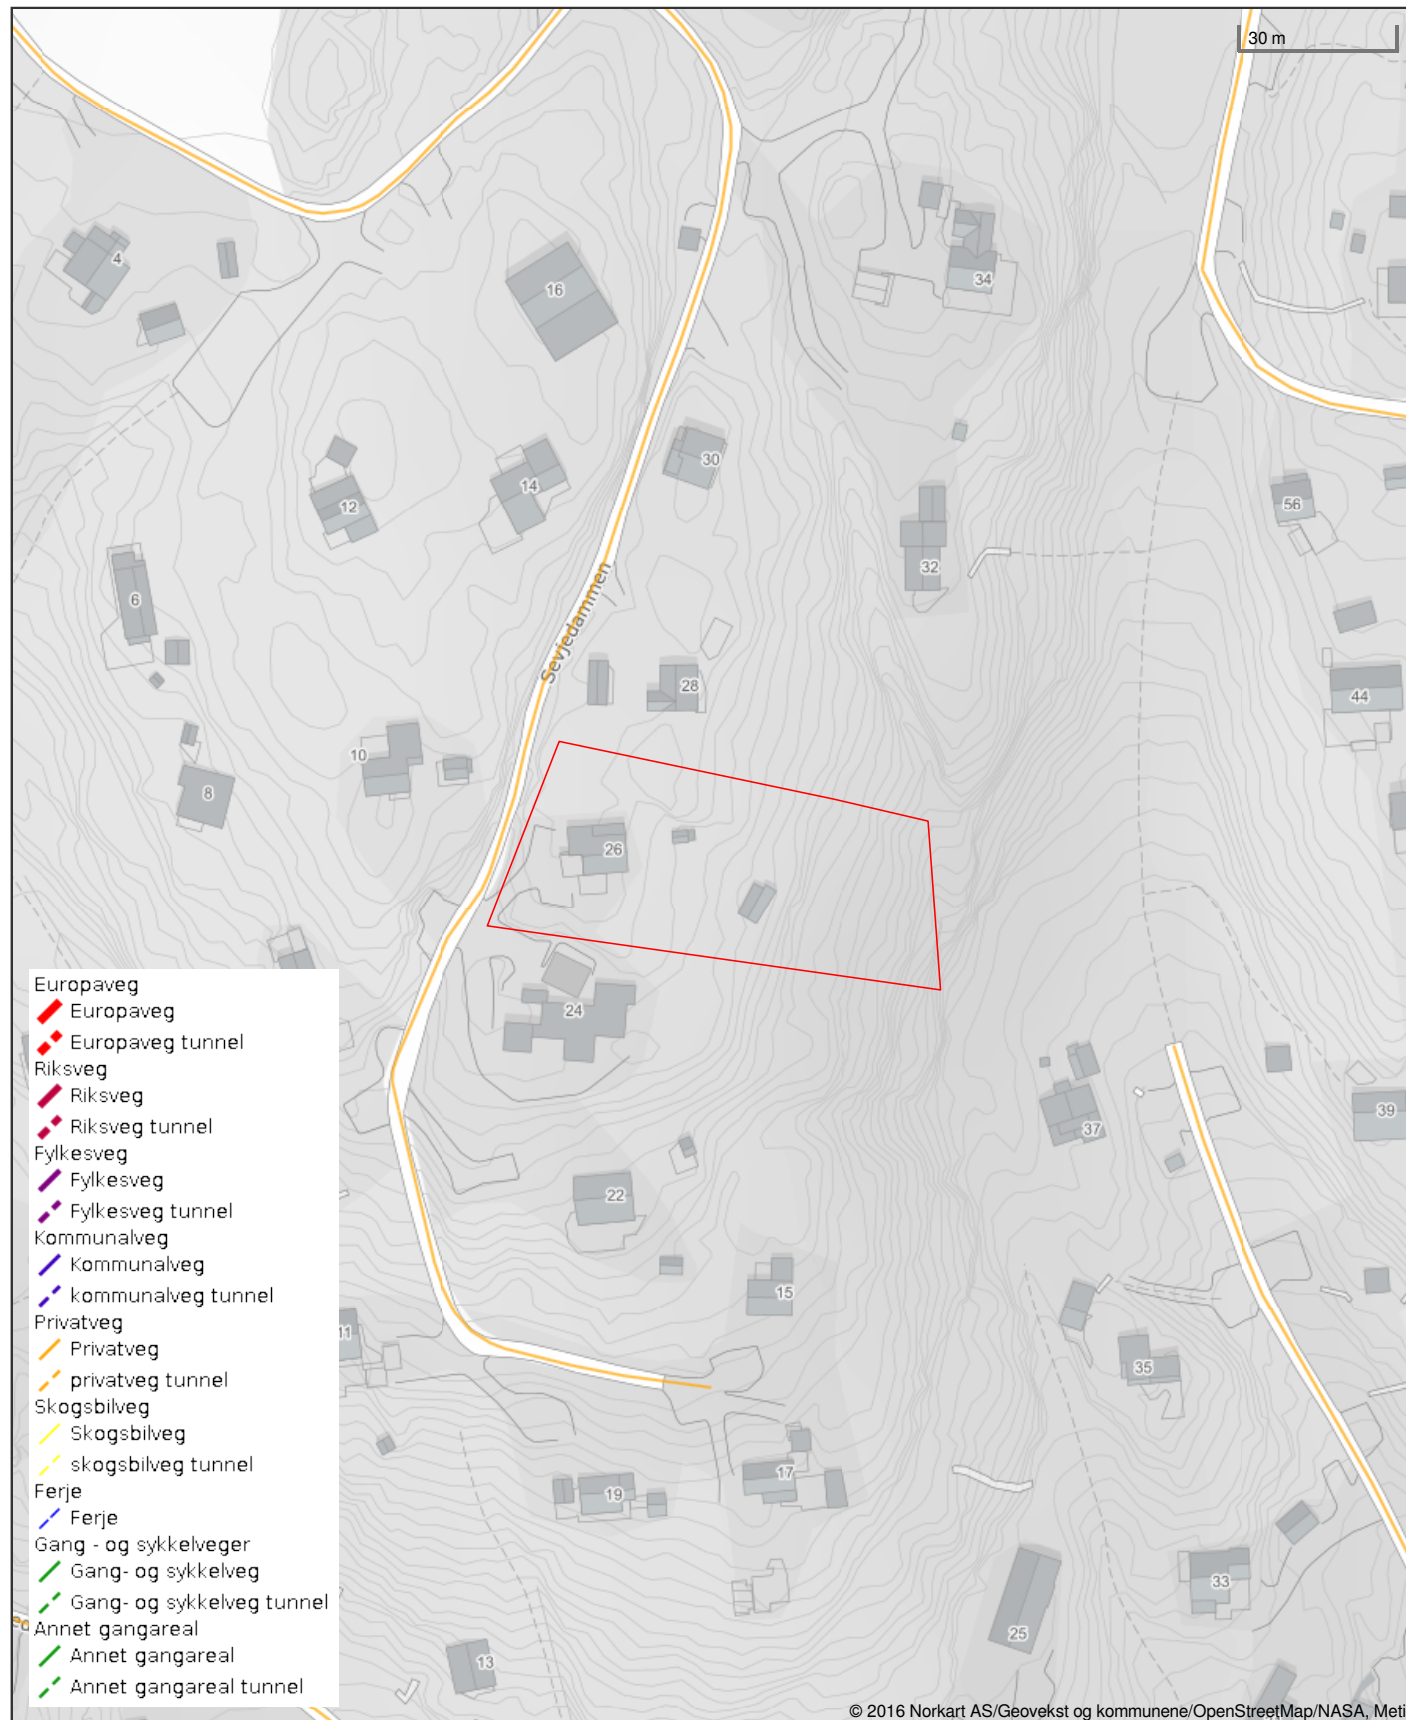 30 m
4
16
34
30
14
12
56
32
6
Sevjedammen
28
44
10
8
26
24
37
39
22
15
11
35
17
19
33
25
13
Europaveg
Europaveg
Europaveg tunnel
Riksveg
Riksveg
Riksveg tunnel
Fylkesveg
Fylkesveg
Fylkesveg tunnel
Kommunalveg
Kommunalveg
kommunalveg tunnel
Privatveg
Privatveg
privatveg tunnel
Skogsbilveg
Skogsbilveg
skogsbilveg tunnel
Ferje
Ferje
Gang - og sykkelveger
Gang- og sykkelveg
Gang- og sykkelveg tunnel
Annet gangareal
Annet gangareal
Annet gangareal tunnel
© 2016 Norkart AS/Geovekst og kommunene/OpenStreetMap/NASA, Meti